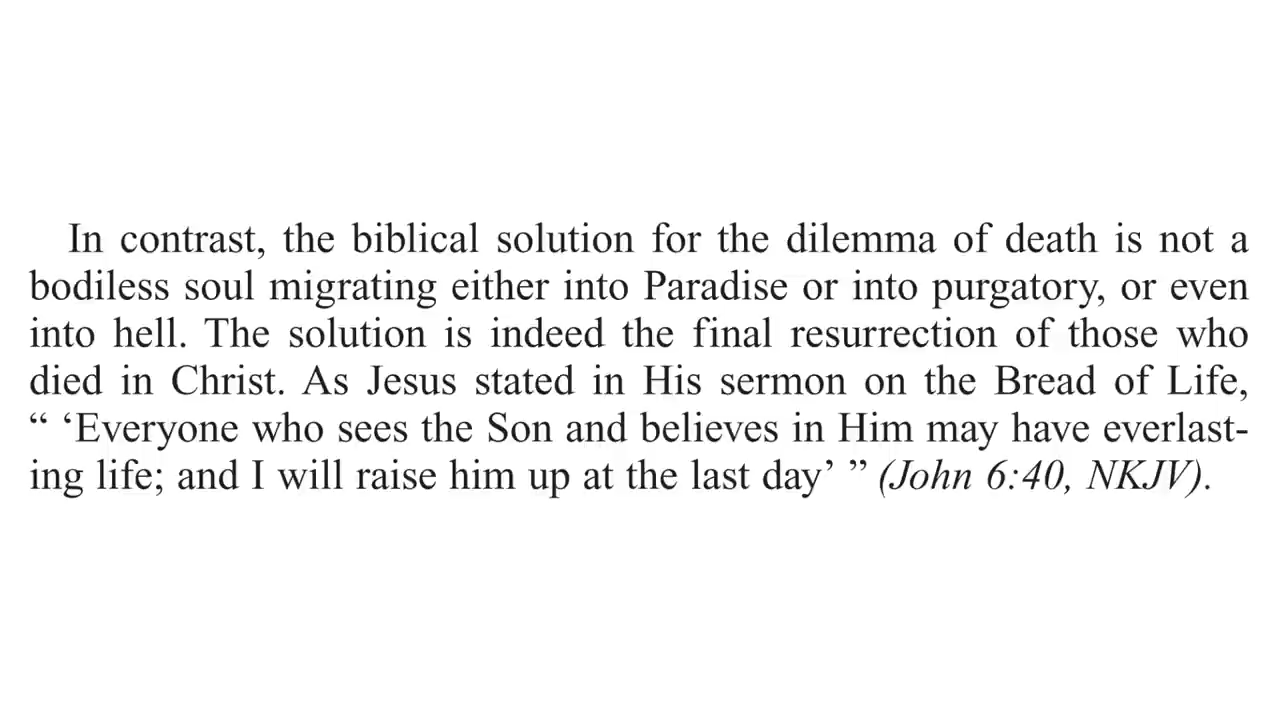 In contrast, the biblical solution for the dilemma of death is not a
bodiless soul migrating either into Paradise or into purgatory, or even
into hell. The solution is indeed the final resurrection of those who
died in Christ. As Jesus stated in His sermon on the Bread of Life,
“ ‘Everyone who sees the Son and believes in Him may have everlast-
ing life; and I will raise him up at the last day’ ” (John 6:40, NKJV).